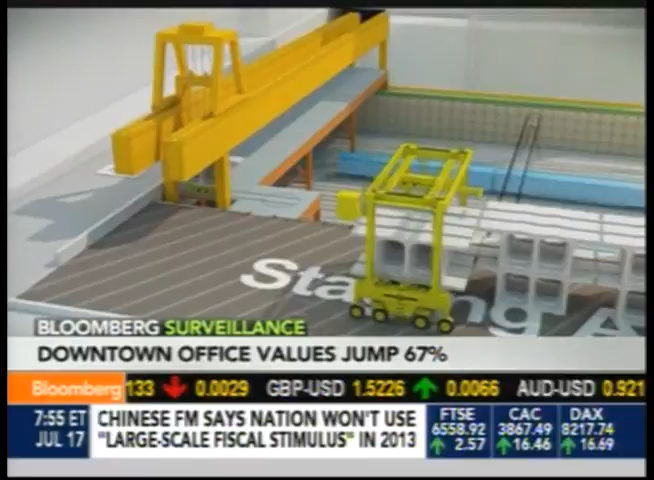 Staging A
BLOOMBERG SURVEILLANCE
DOWNTOWN OFFICE VALUES JUMP 67%
Bloomberg 133 0.0029 GBP-USD 1.5226 0.0066 AUD-USD 0.921
7:55 ET
JUL 17
CHINESE FM SAYS NATION WON'T USE
"LARGE-SCALE FISCAL STIMULUS" IN 2013
FTSE CAC DAX
6558.92 3867.49 8217.74
2.57 16.46 16.69